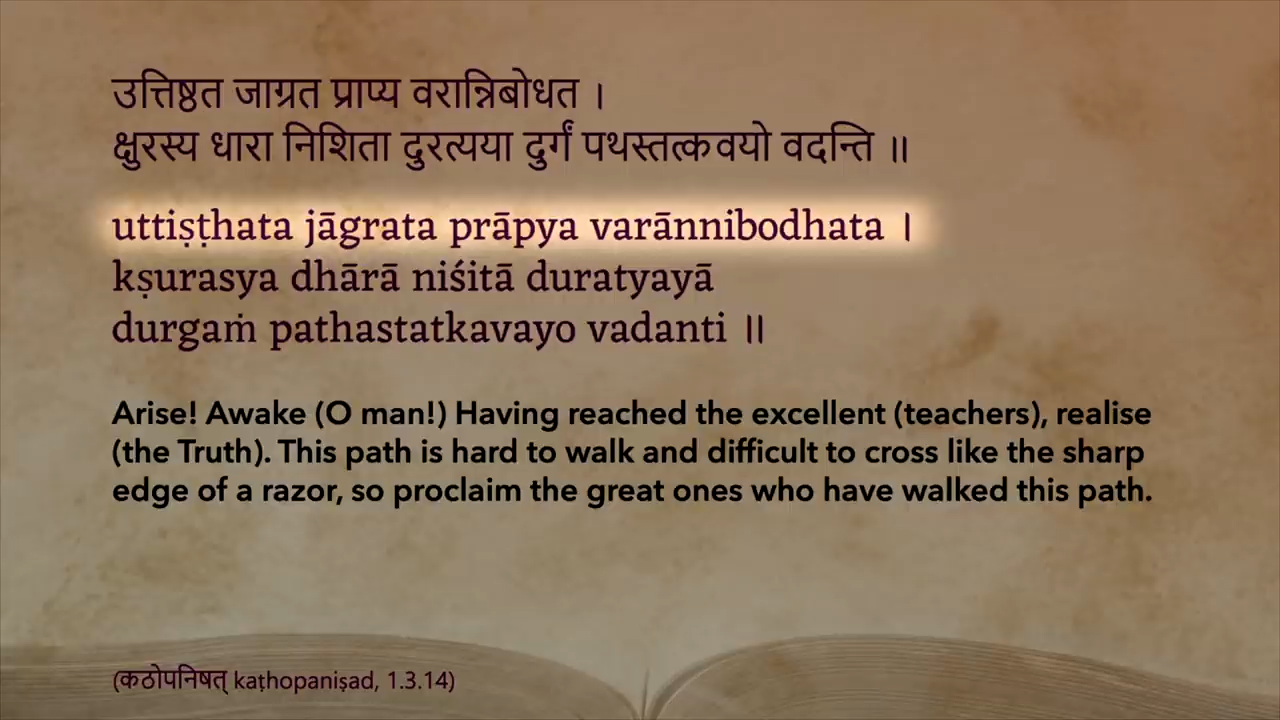 उत्तिष्ठत जाग्रत प्राप्य वरान्निबोधत ।
क्षुरस्य धारा निशिता दुरत्यया दुर्गं पथस्तत्कवयो वदन्ति ॥
uttiṣṭhata jāgrata prāpya varānnibodhata ।
kṣurasya dhārā niśitā duratyayā
durgaṁ pathastatkavayo vadanti ॥
Arise! Awake (O man!) Having reached the excellent (teachers), realise
(the Truth). This path is hard to walk and difficult to cross like the sharp
edge of a razor, so proclaim the great ones who have walked this path.
(कठोपनिषत् kaṭhopaniṣad, 1.3.14)